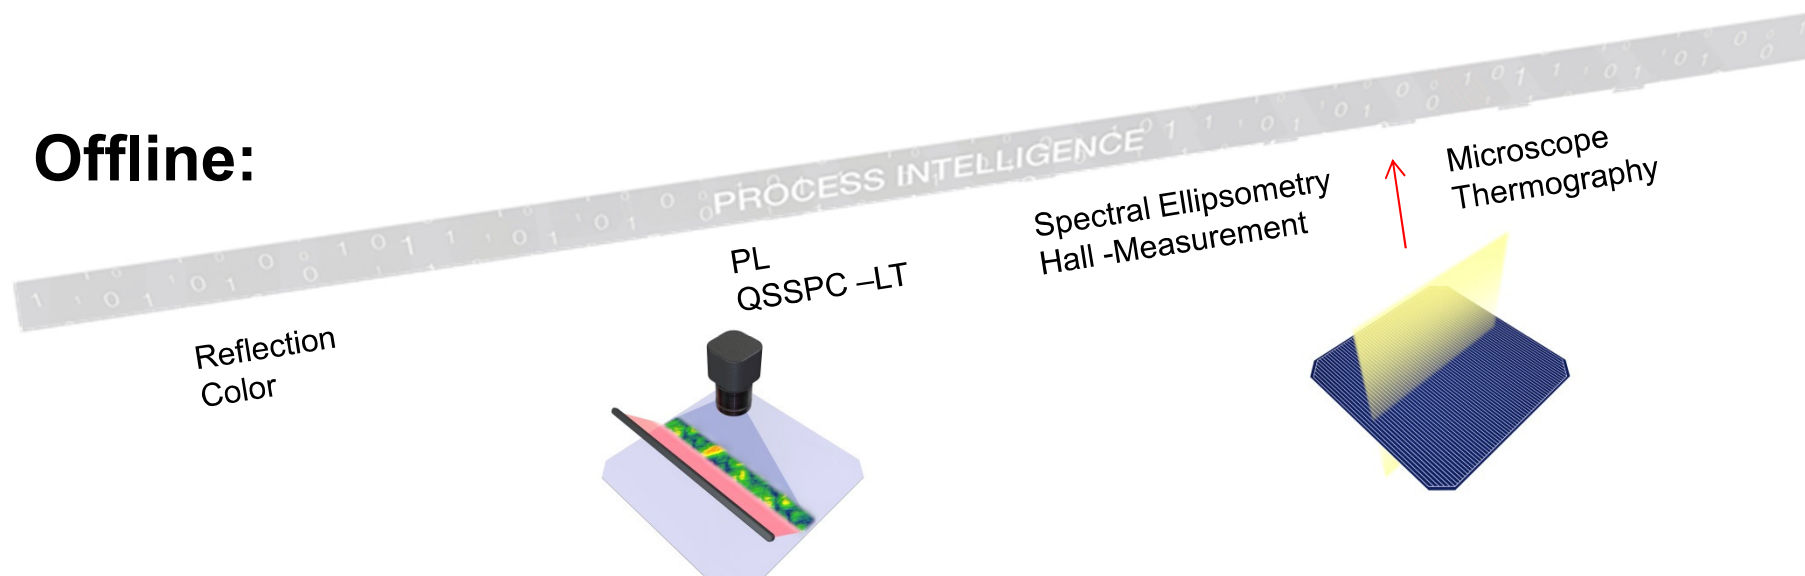 Offline:
PROCESS INTELLIGENCE
Reflection
Color
PL
QSSPC –LT
Spectral Ellipsometry
Hall -Measurement
Microscope
Thermography